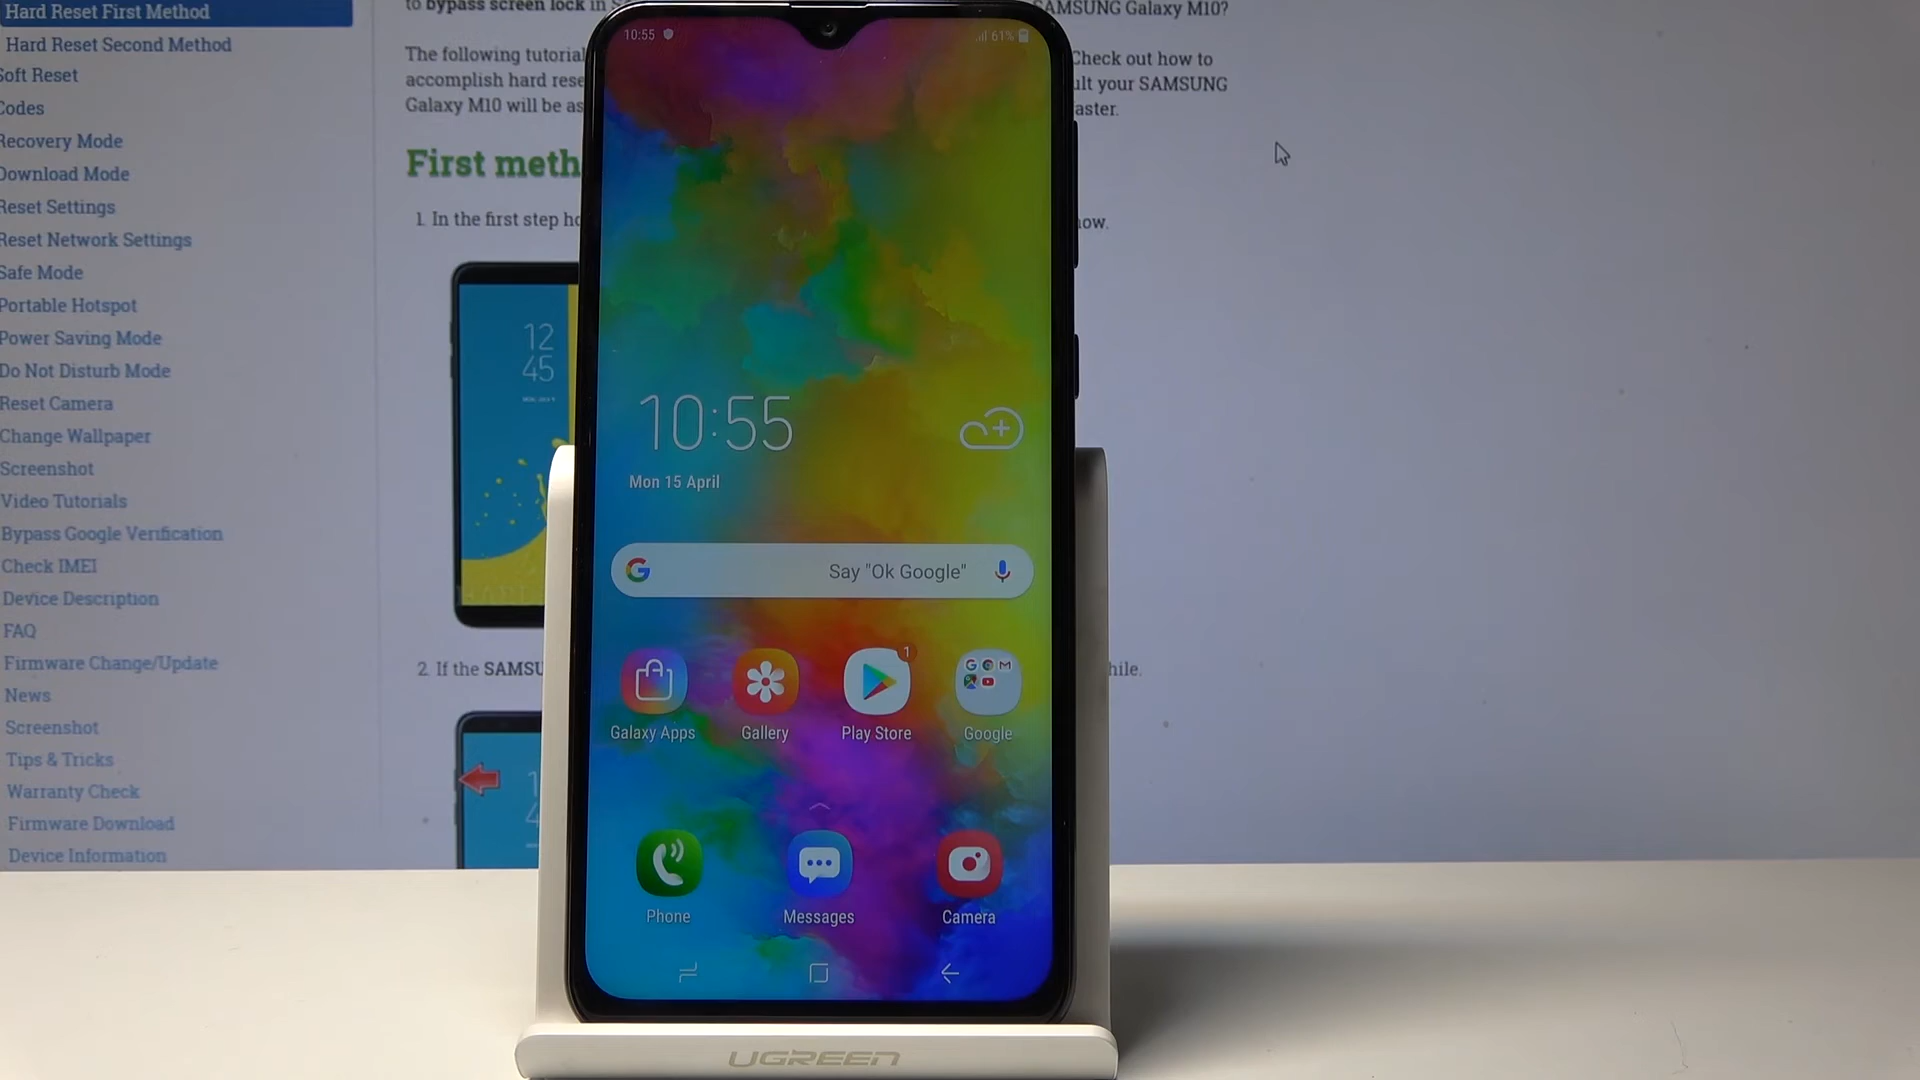 Hard Reset First Method
Hard Reset Second Method
Soft Reset
Codes
Recovery Mode
Download Mode
Reset Settings
Reset Network Settings
Safe Mode
Portable Hotspot
Power Saving Mode
Do Not Disturb Mode
Reset Camera
Change Wallpaper
Screenshot
Video Tutorials
Bypass Google Verification
Check IMEI
Device Description
FAQ
Firmware Change/Update
News
Screenshot
Tips & Tricks
Warranty Check
Firmware Download
Device Information
to bypass screen lock in
SAMSUNG Galaxy M10?
The following tutorial
Check out how to
accomplish hard rese
ult your SAMSUNG
Galaxy M10 will be as
aster.
First meth
1. In the first step ho
now.
12
45
2. If the SAMSU
hile.
10:55
61%
10:55
Mon 15 April
G Say "Ok Google"
1
Galaxy Apps Gallery Play Store Google
Phone Messages Camera
UGREEN